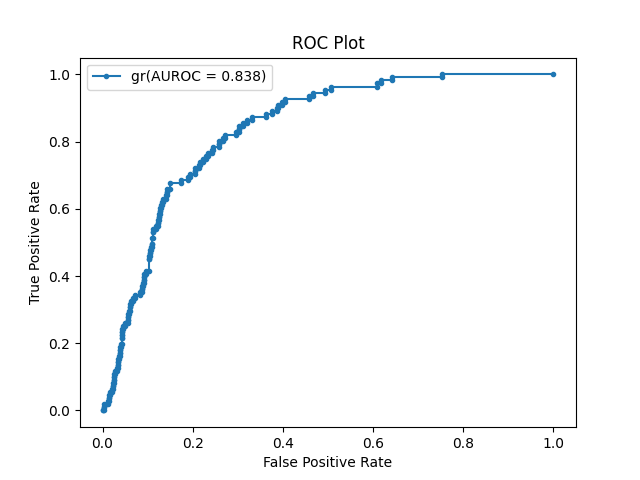 ROC Plot
gr(AUROC = 0.838)
1.0
0.8
0.6
0.4
0.2
0.0
True Positive Rate
0.0 0.2 0.4 0.6 0.8 1.0
False Positive Rate